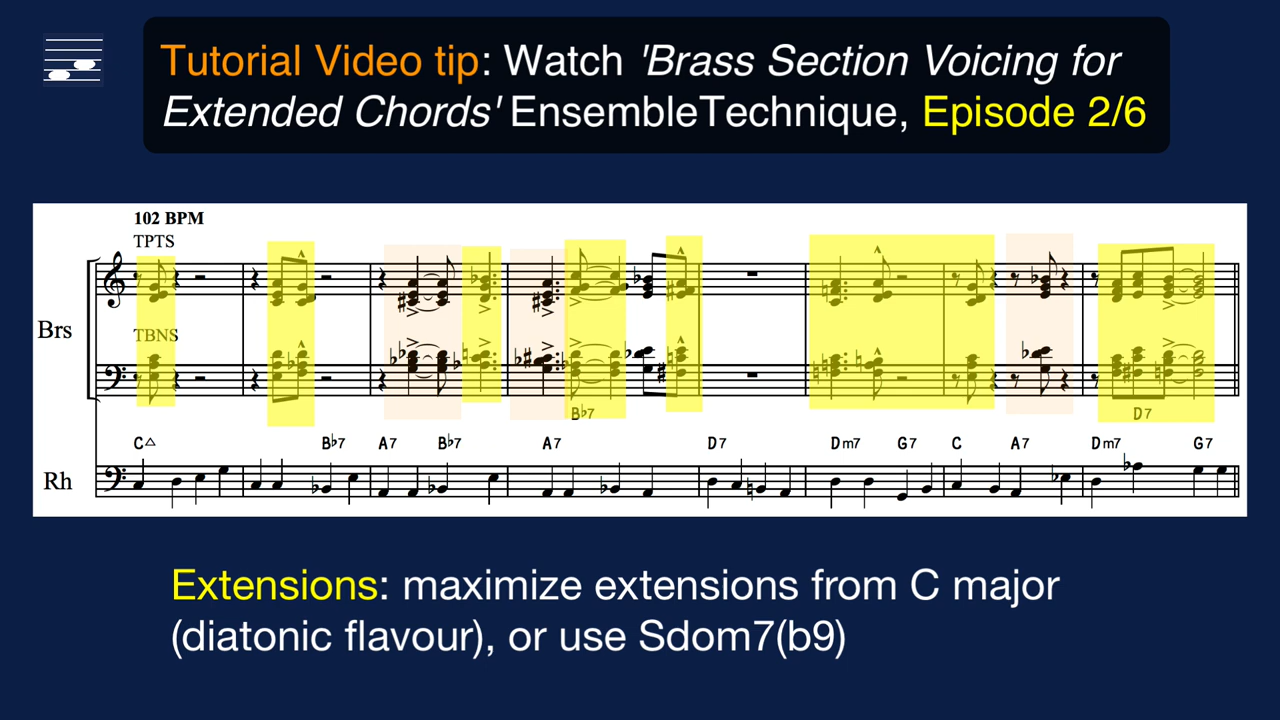 Tutorial Video tip: Watch 'Brass Section Voicing for
Extended Chords' EnsembleTechnique, Episode 2/6
102 BPM
TPTS
Brs
TBNS
B♭7 D7
C△ B♭7 A7 B♭7 A7 D7 Dm7 G7 C A7 Dm7 G7
Rh
Extensions: maximize extensions from C major
(diatonic flavour), or use Sdom7(b9)